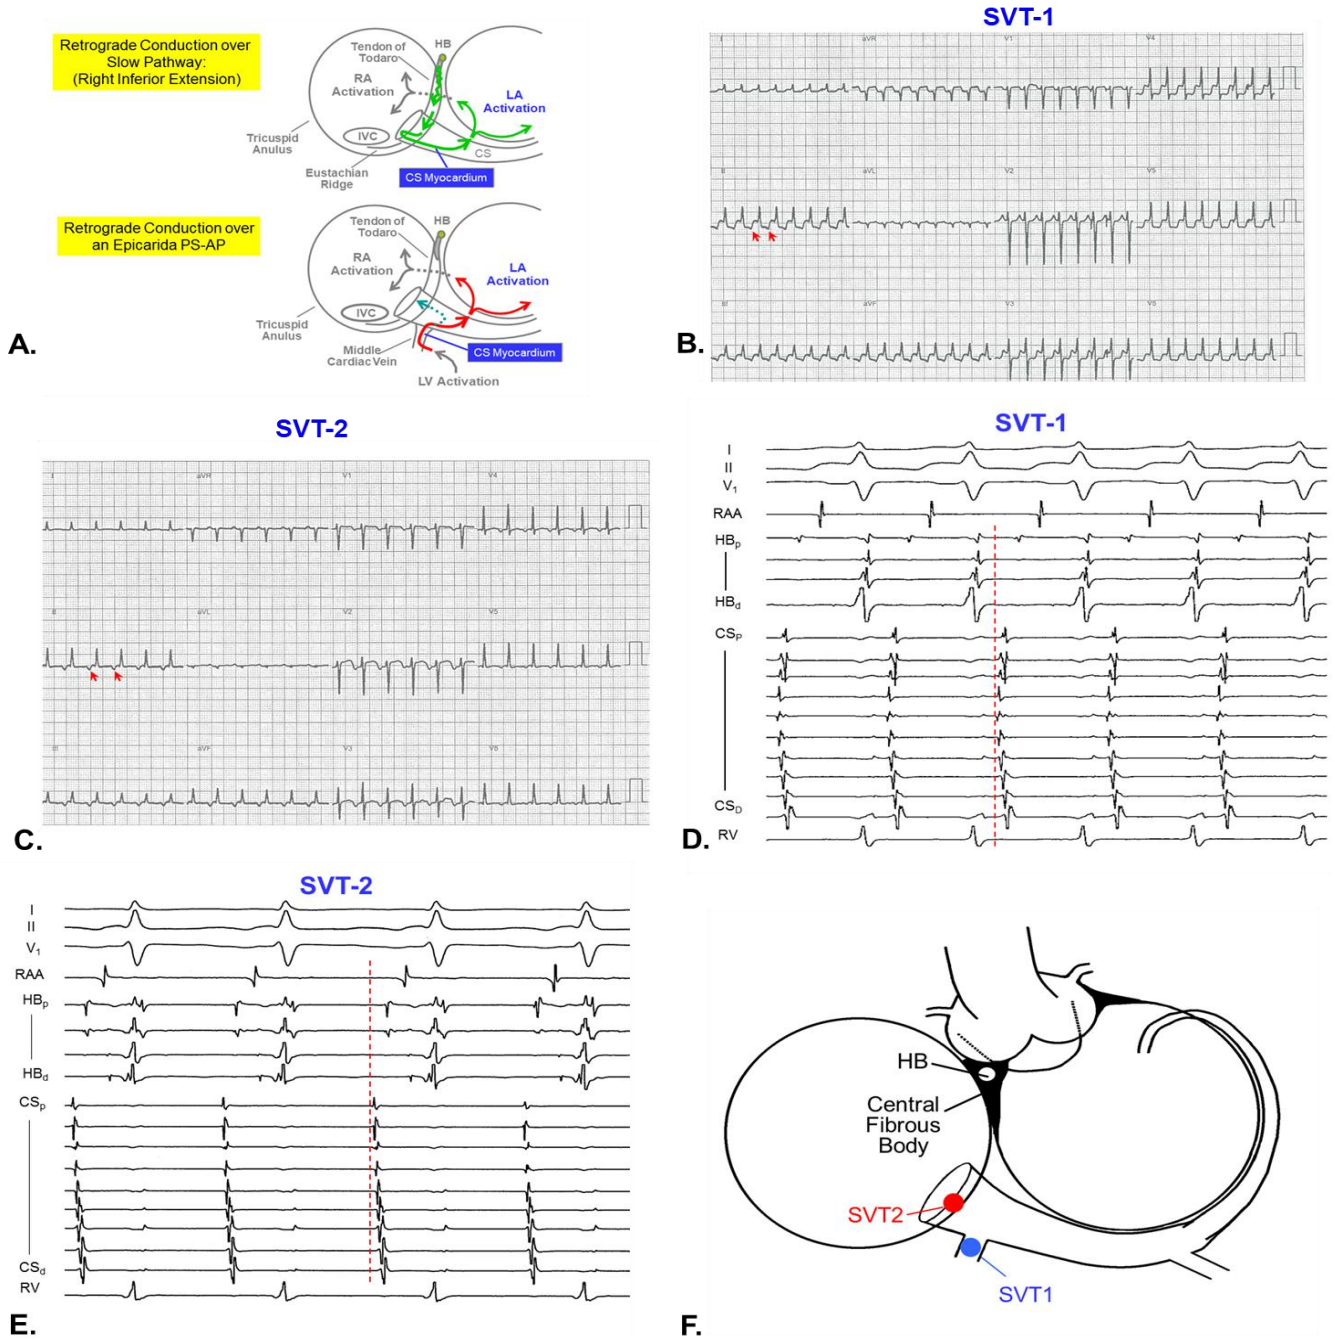 Retrograde Conduction over
Slow Pathway:
(Right Inferior Extension)
Tendon of
Todaro
HB
RA
Activation
LA
Activation
Tricuspid
Anulus
IVC
CS
Eustachian
Ridge
CS Myocardium
Retrograde Conduction over
an Epicarida PS-AP
Tendon of
Todaro
HB
RA
Activation
LA
Activation
Tricuspid
Anulus
IVC
Middle
Cardiac Vein
CS Myocardium
LV Activation
A.
SVT-1
I
aVR
V1
V4
II
aVL
V2
V5
III
aVF
V3
V6
B.
SVT-2
I
aVR
V1
V4
II
aVL
V2
V5
III
aVF
V3
V6
C.
SVT-1
I
II
V1
RAA
HBp
HBd
CSP
CSD
RV
D.
SVT-2
I
II
V1
RAA
HBp
HBd
CSp
CSd
RV
E.
HB
Central
Fibrous
Body
SVT2
SVT1
F.